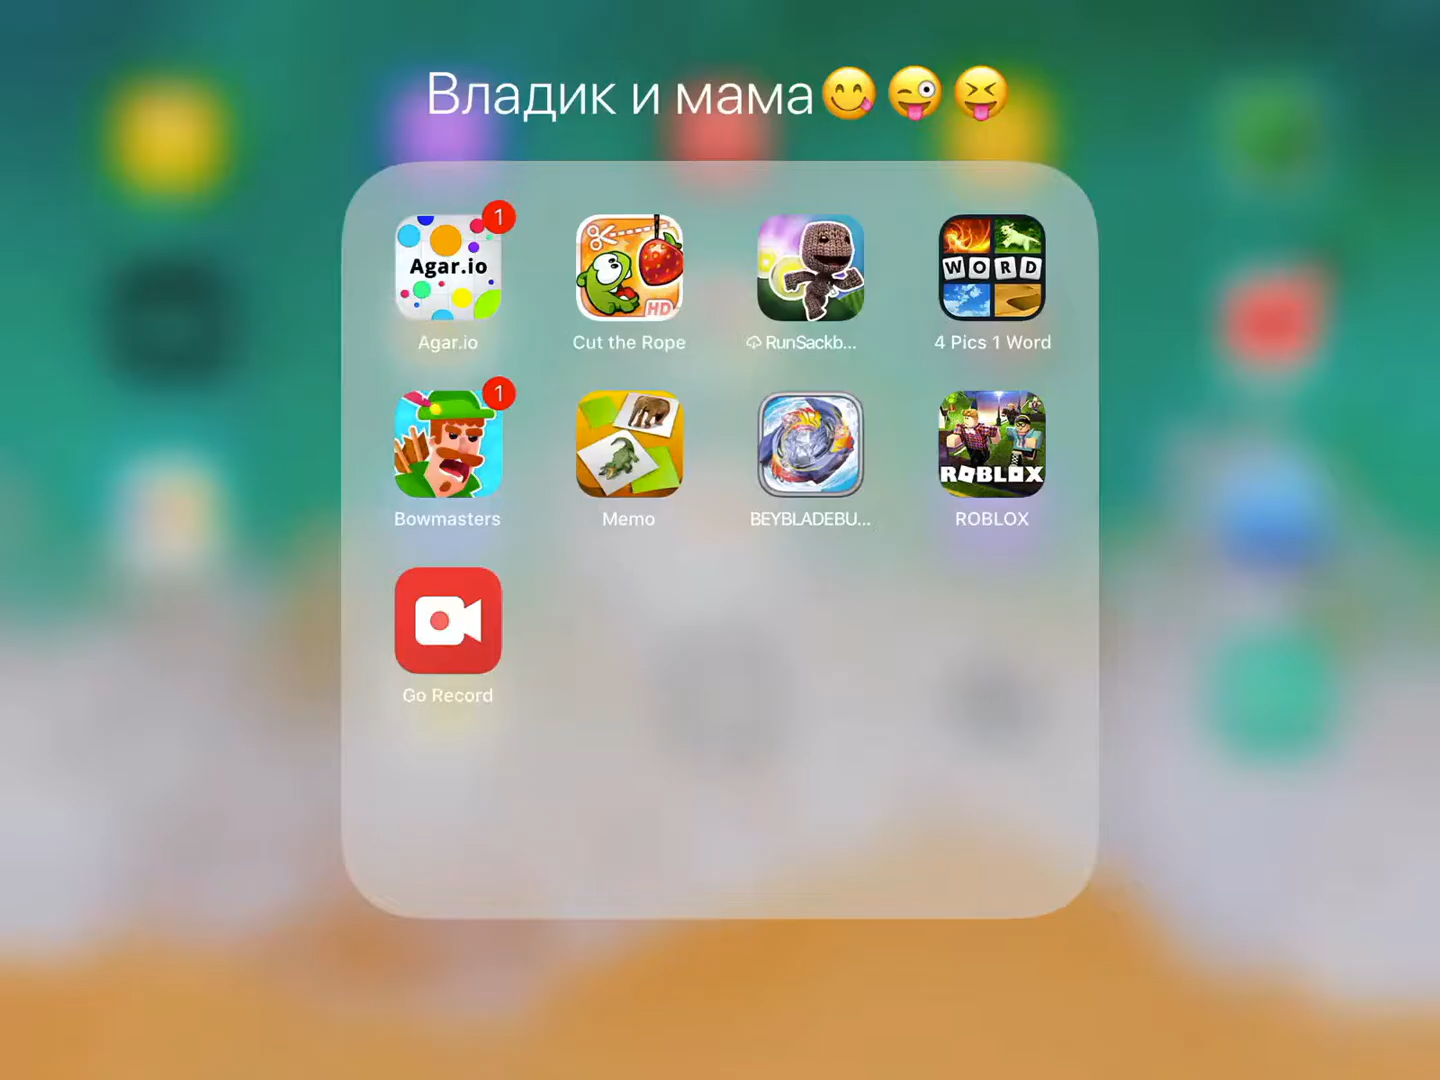 Владик и мама😋😜😝
1
Agar.io
HD
WORD
Agar.io
Cut the Rope
RunSackb...
4 Pics 1 Word
1
ROBLOX
Bowmasters
Memo
BEYBLADEBU...
ROBLOX
Go Record